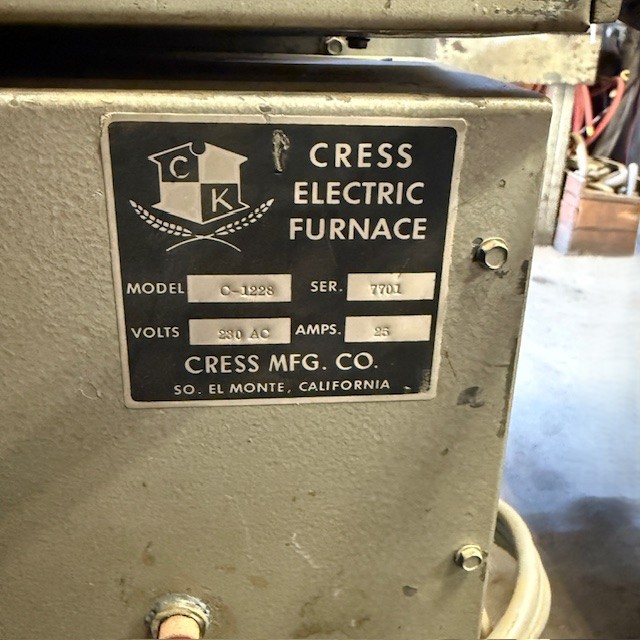 C
K
CRESS
ELECTRIC
FURNACE
MODEL C-1228 SER. 7701
VOLTS 230 AC AMPS. 25
CRESS MFG. CO.
SO. EL MONTE, CALIFORNIA